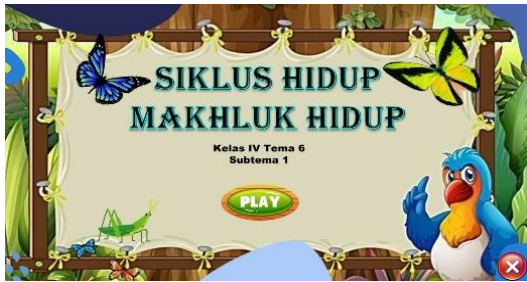 SIKLUS HIDUP
MAKHLUK HIDUP
Kelas IV Tema 6
Subtema 1
PLAY